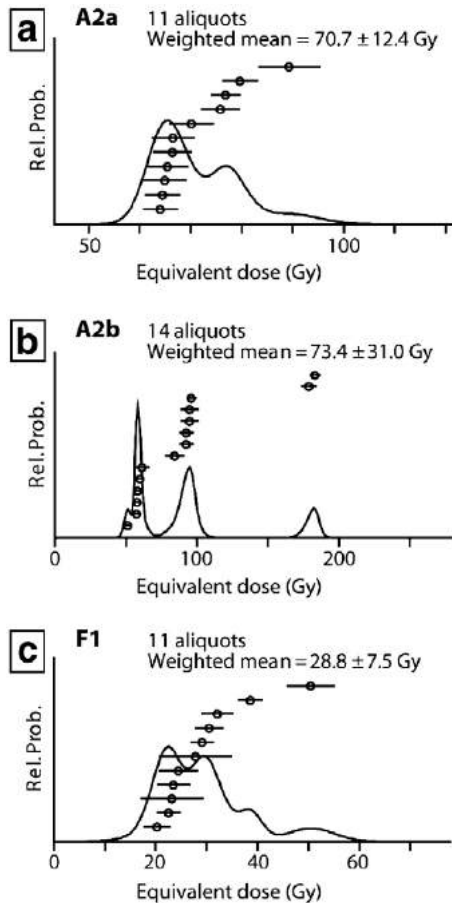 a A2a 11 aliquots
Weighted mean = 70.7 ± 12.4 Gy
Rel. Prob.
50 100
Equivalent dose (Gy)
b A2b 14 aliquots
Weighted mean = 73.4 ± 31.0 Gy
Rel. Prob.
0 100 200
Equivalent dose (Gy)
c F1 11 aliquots
Weighted mean = 28.8 ± 7.5 Gy
Rel. Prob.
0 20 40 60
Equivalent dose (Gy)